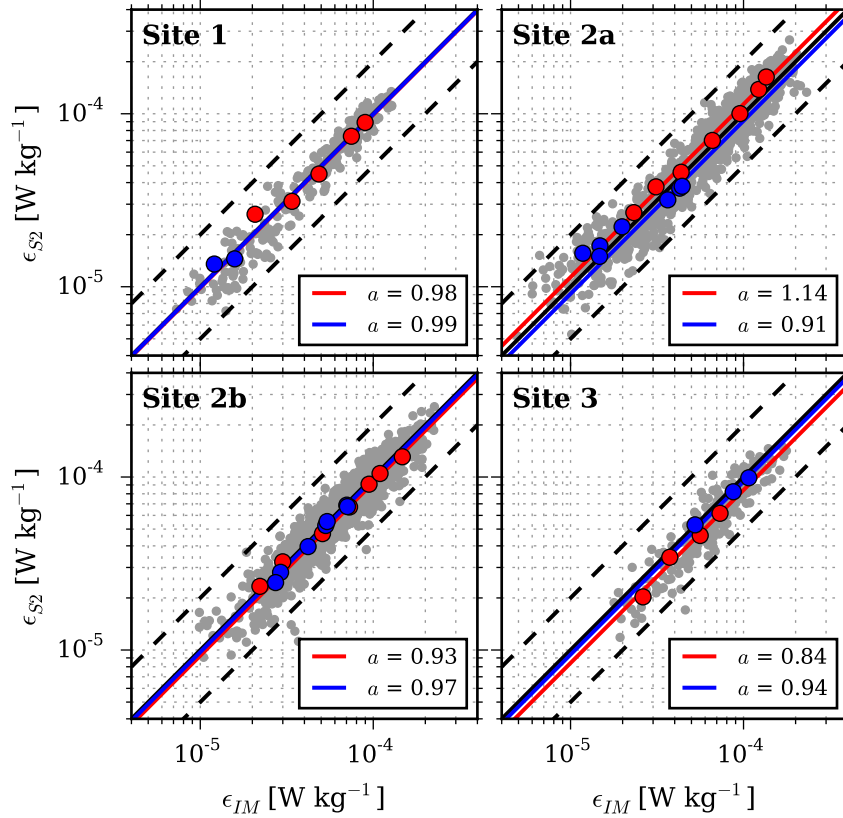 Site 1
Site 2a
10⁻⁴
10⁻⁵
ϵ_S2 [W kg⁻¹]
a = 0.98
a = 0.99
a = 1.14
a = 0.91
Site 2b
Site 3
10⁻⁴
10⁻⁵
ϵ_S2 [W kg⁻¹]
a = 0.93
a = 0.97
a = 0.84
a = 0.94
10⁻⁵ 10⁻⁴
10⁻⁵ 10⁻⁴
ϵ_IM [W kg⁻¹]
ϵ_IM [W kg⁻¹]